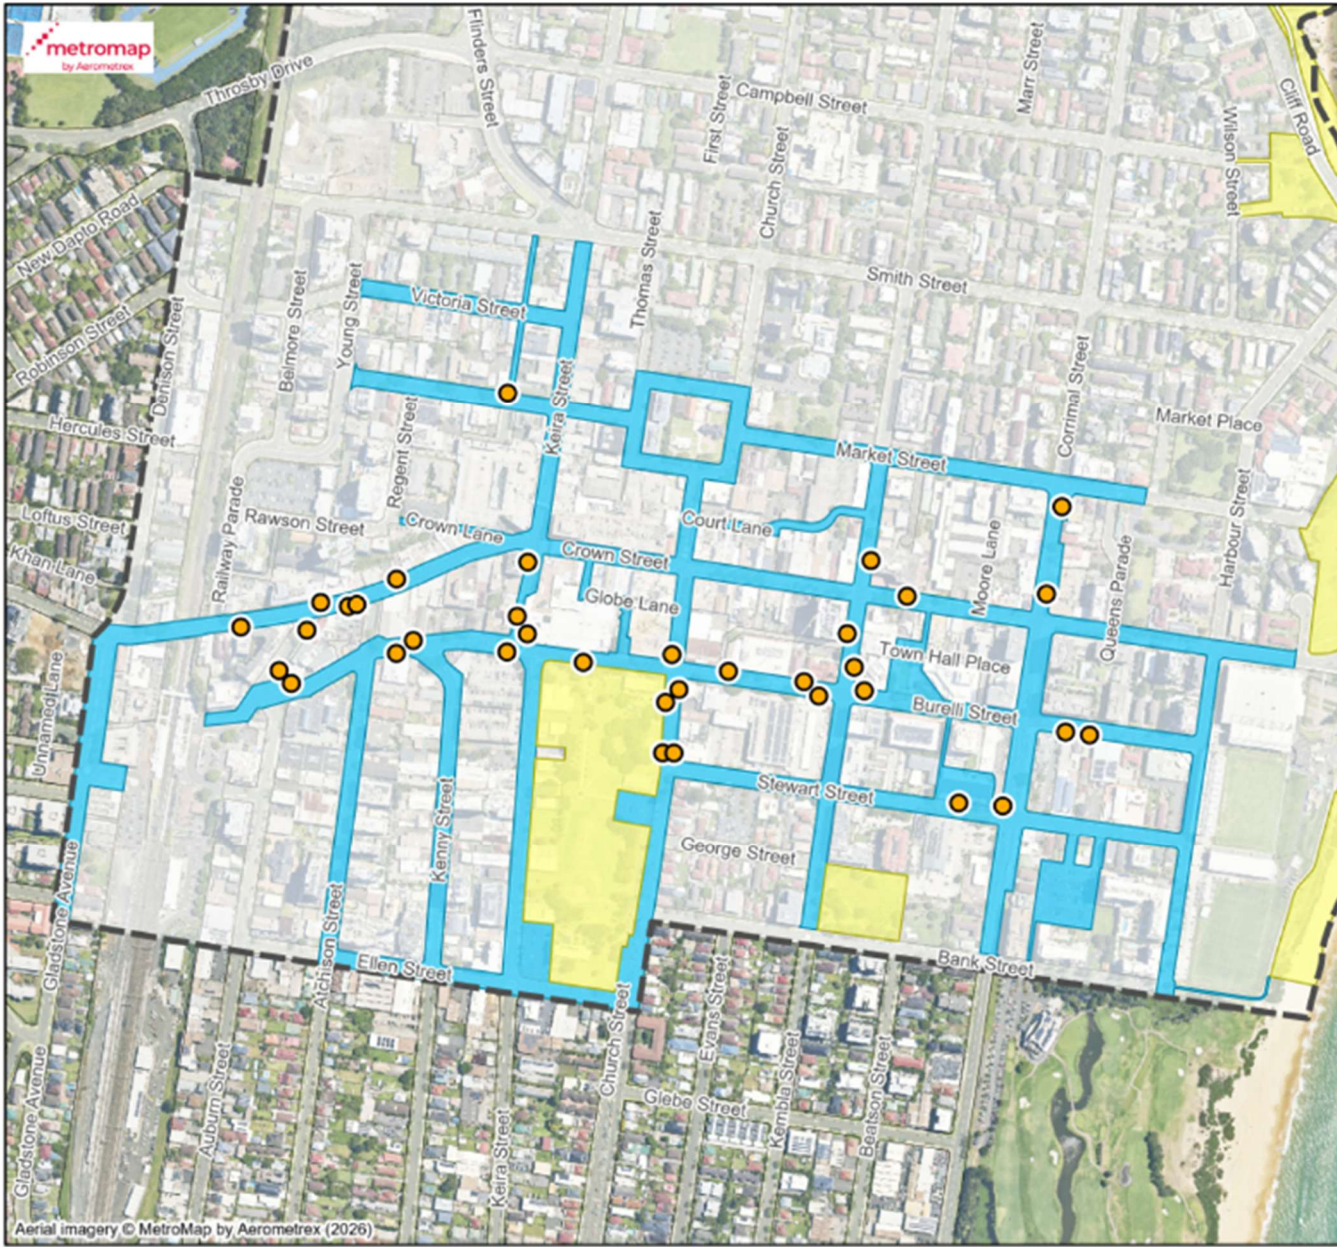 metromap
by Aerometrex
Throsby Drive
Flinders Street
Campbell Street
First Street
Church Street
Marr Street
Wilson Street
Cliff Road
New Dapto Road
Robinson Street
Denison Street
Belmore Street
Young Street
Victoria Street
Thomas Street
Smith Street
Hercules Street
Regent Street
Keira Street
Corrimal Street
Market Place
Market Street
Loftus Street
Khan Lane
Railway Parade
Rawson Street
Crown Lane
Crown Street
Court Lane
Globe Lane
Moore Lane
Queens Parade
Harbour Street
Town Hall Place
Burelli Street
Unnamed Lane
Stewart Street
Kenny Street
George Street
Gladstone Avenue
Aichison Street
Ellen Street
Bank Street
Church Street
Evans Street
Kembla Street
Beatson Street
Glebe Street
Auburn Street
Keira Street
Gladstone Avenue
Aerial imagery © MetroMap by Aerometrex (2026)